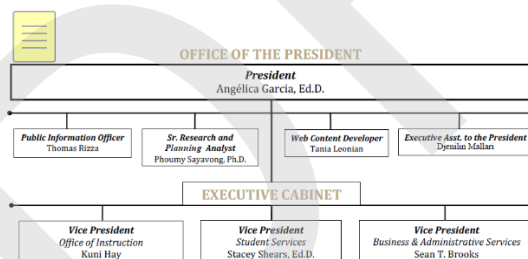 OFFICE OF THE PRESIDENT
President
Angélica Garcia, Ed.D.
Public Information Officer
Thomas Rizza
Sr. Research and
Planning Analyst
Phoumy Sayavong, Ph.D.
Web Content Developer
Tania Leonian
Executive Asst. to the President
Djenilin Mallari
EXECUTIVE CABINET
Vice President
Office of Instruction
Kuni Hay
Vice President
Student Services
Stacey Shears, Ed.D.
Vice President
Business & Administrative Services
Sean T. Brooks